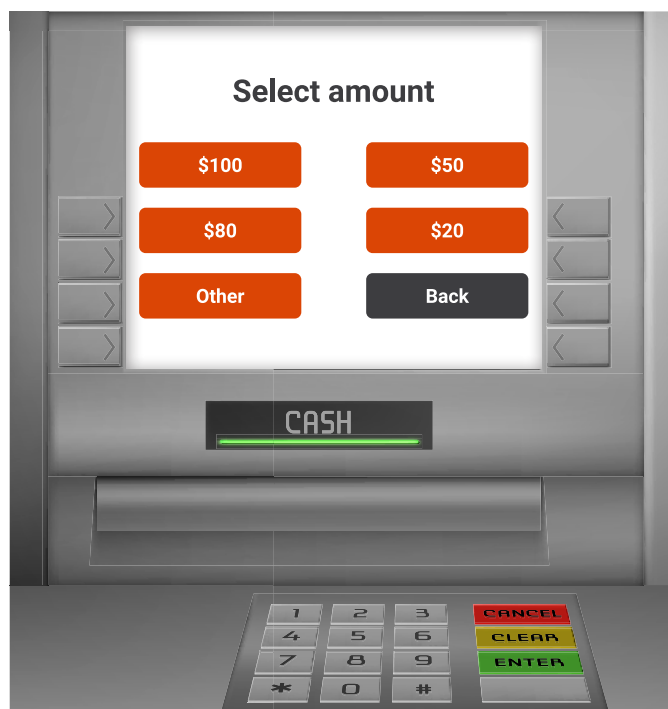 Select amount
$100 $50
$80 $20
Other Back
CASH
1 2 3 CANCEL
4 5 6 CLEAR
7 8 9 ENTER
* 0 #